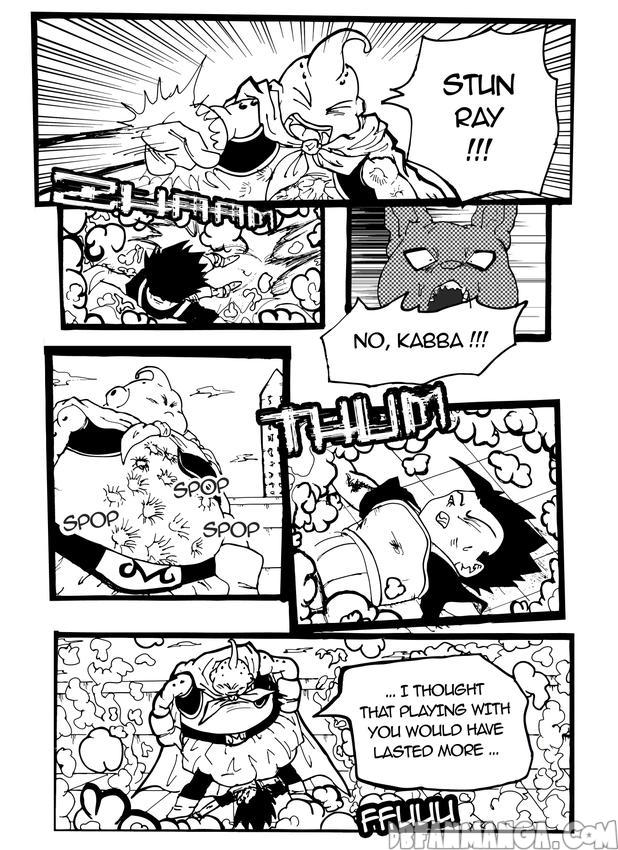 STUN
RAY
!!!
ZUMAM
NO, KABBA !!!
THUM
SPOP
SPOP
SPOP
... I THOUGHT
THAT PLAYING WITH
YOU WOULD HAVE
LASTED MORE ...
FFUUU
DBFANMANGA.COM